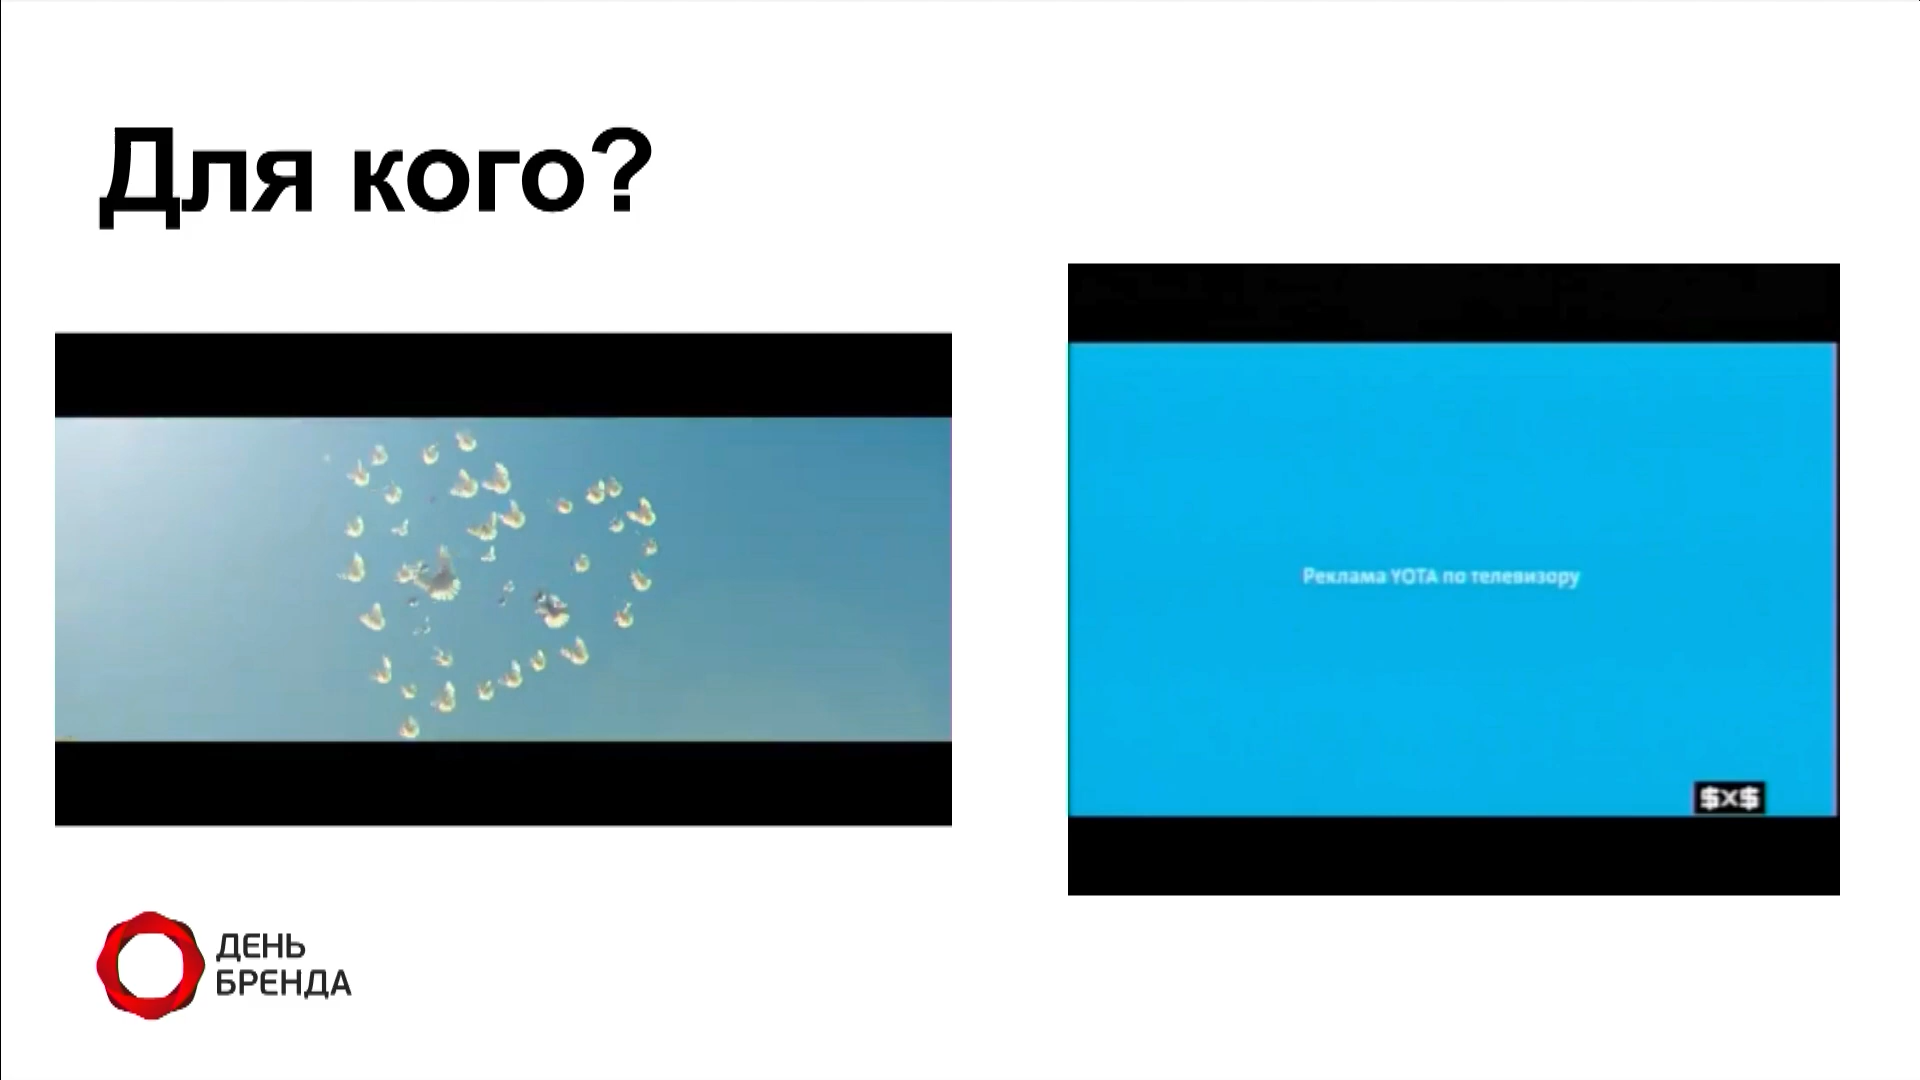 Для кого?
Реклама YOTA по телевизору
$X$
ДЕНЬ
БРЕНДА